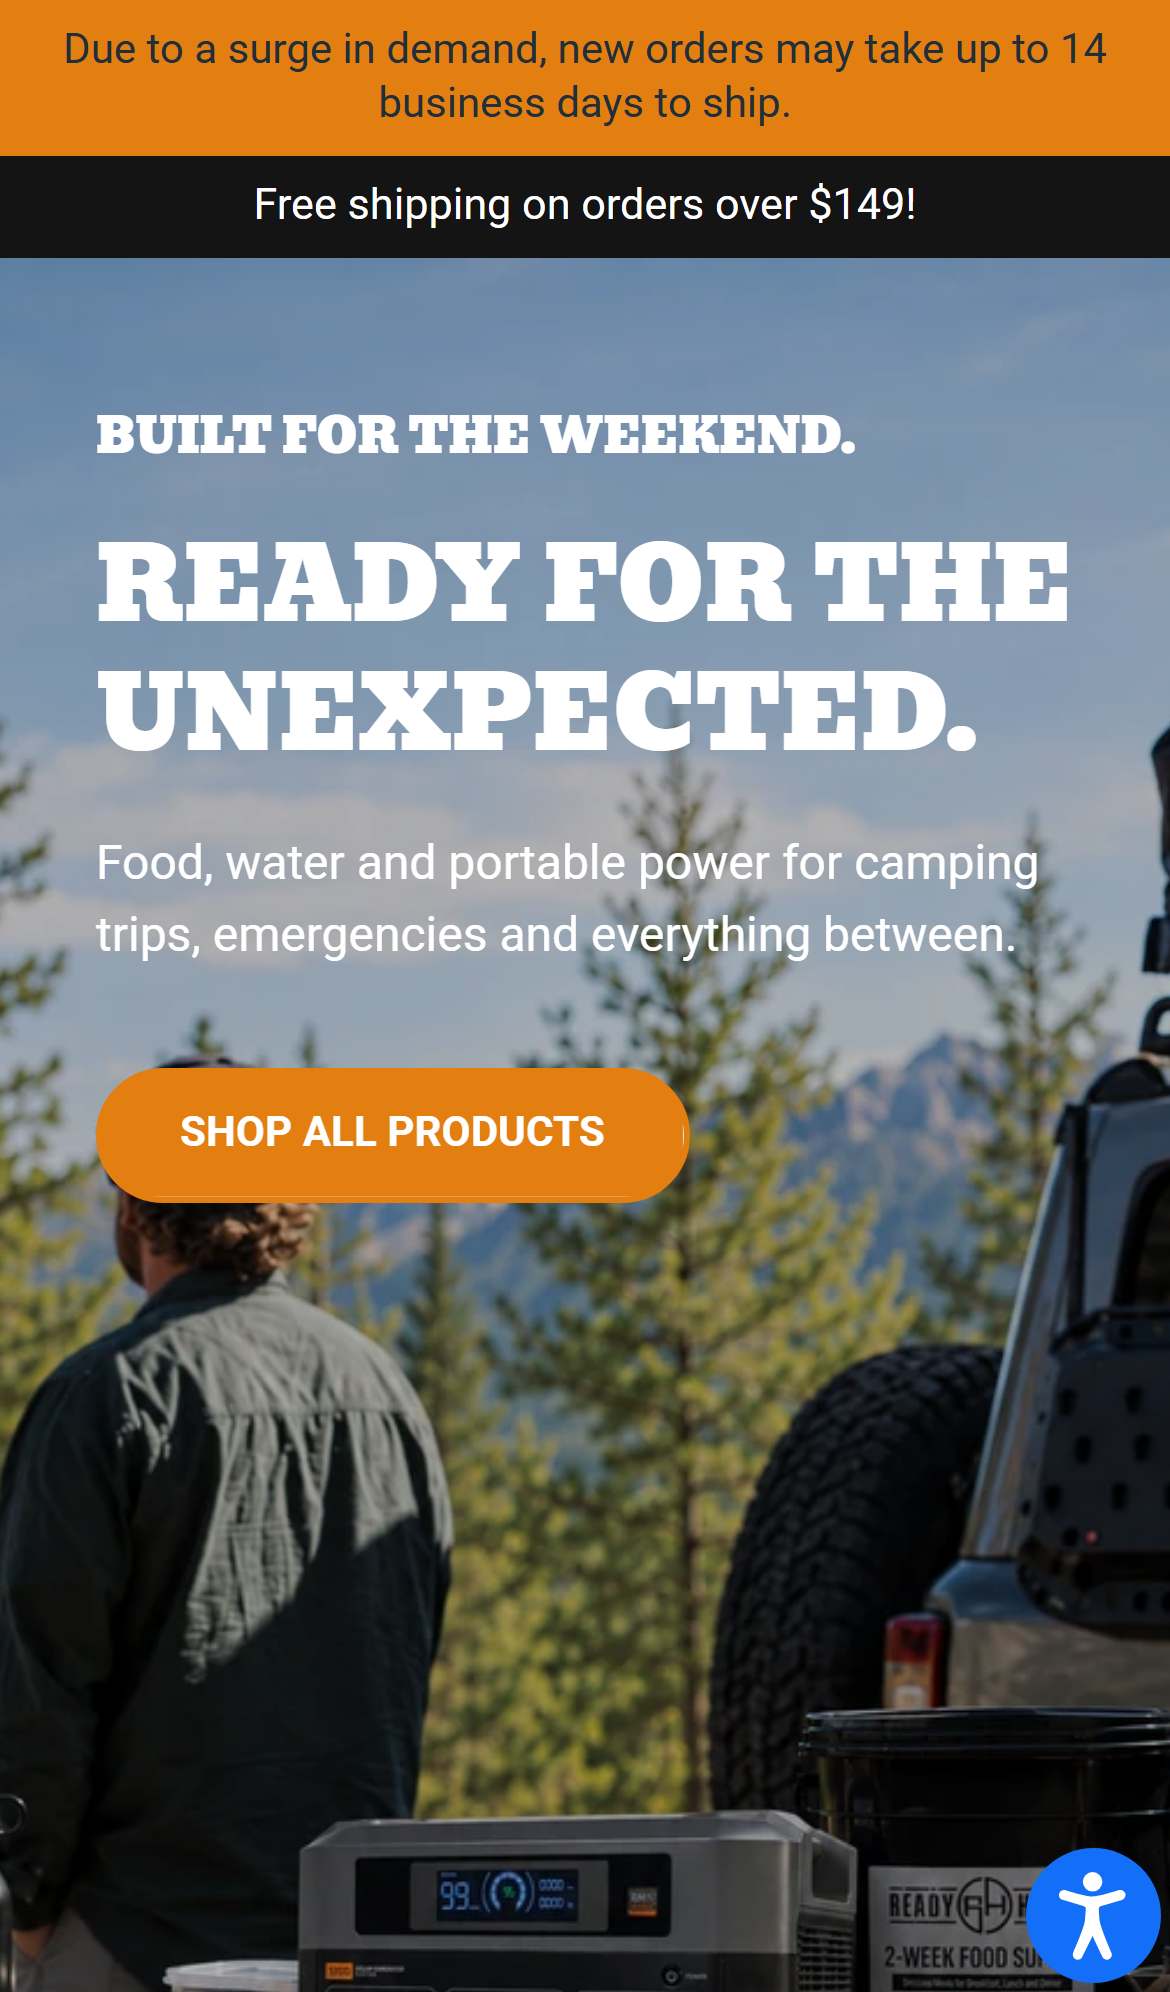 Due to a surge in demand, new orders may take up to 14
business days to ship.
Free shipping on orders over $149!
BUILT FOR THE WEEKEND.
READY FOR THE
UNEXPECTED.
Food, water and portable power for camping
trips, emergencies and everything between.
SHOP ALL PRODUCTS
99
READY
2-WEEK FOOD